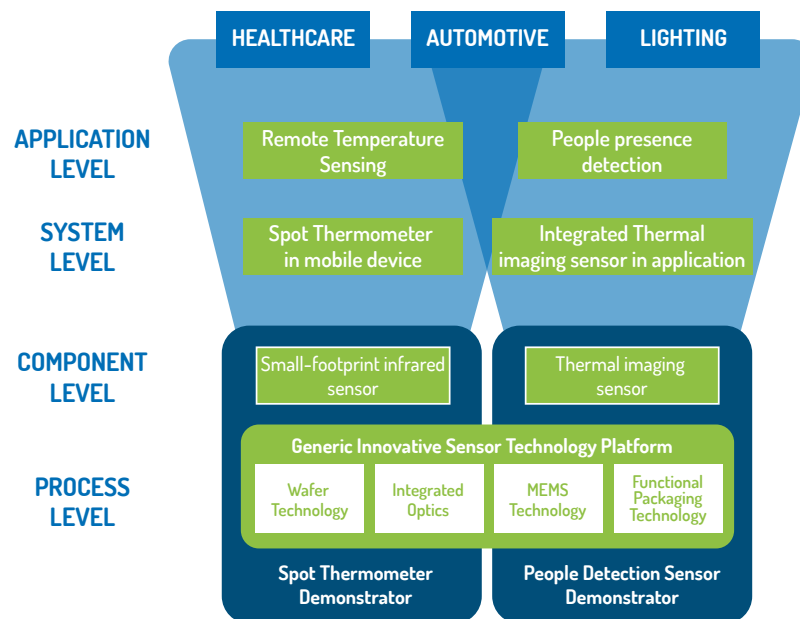 HEALTHCARE
AUTOMOTIVE
LIGHTING
APPLICATION
LEVEL
Remote Temperature
Sensing
People presence
detection
SYSTEM
LEVEL
Spot Thermometer
in mobile device
Integrated Thermal
imaging sensor in application
COMPONENT
LEVEL
Small-footprint infrared
sensor
Thermal imaging
sensor
PROCESS
LEVEL
Generic Innovative Sensor Technology Platform
Wafer
Technology
Integrated
Optics
MEMS
Technology
Functional
Packaging
Technology
Spot Thermometer
Demonstrator
People Detection Sensor
Demonstrator